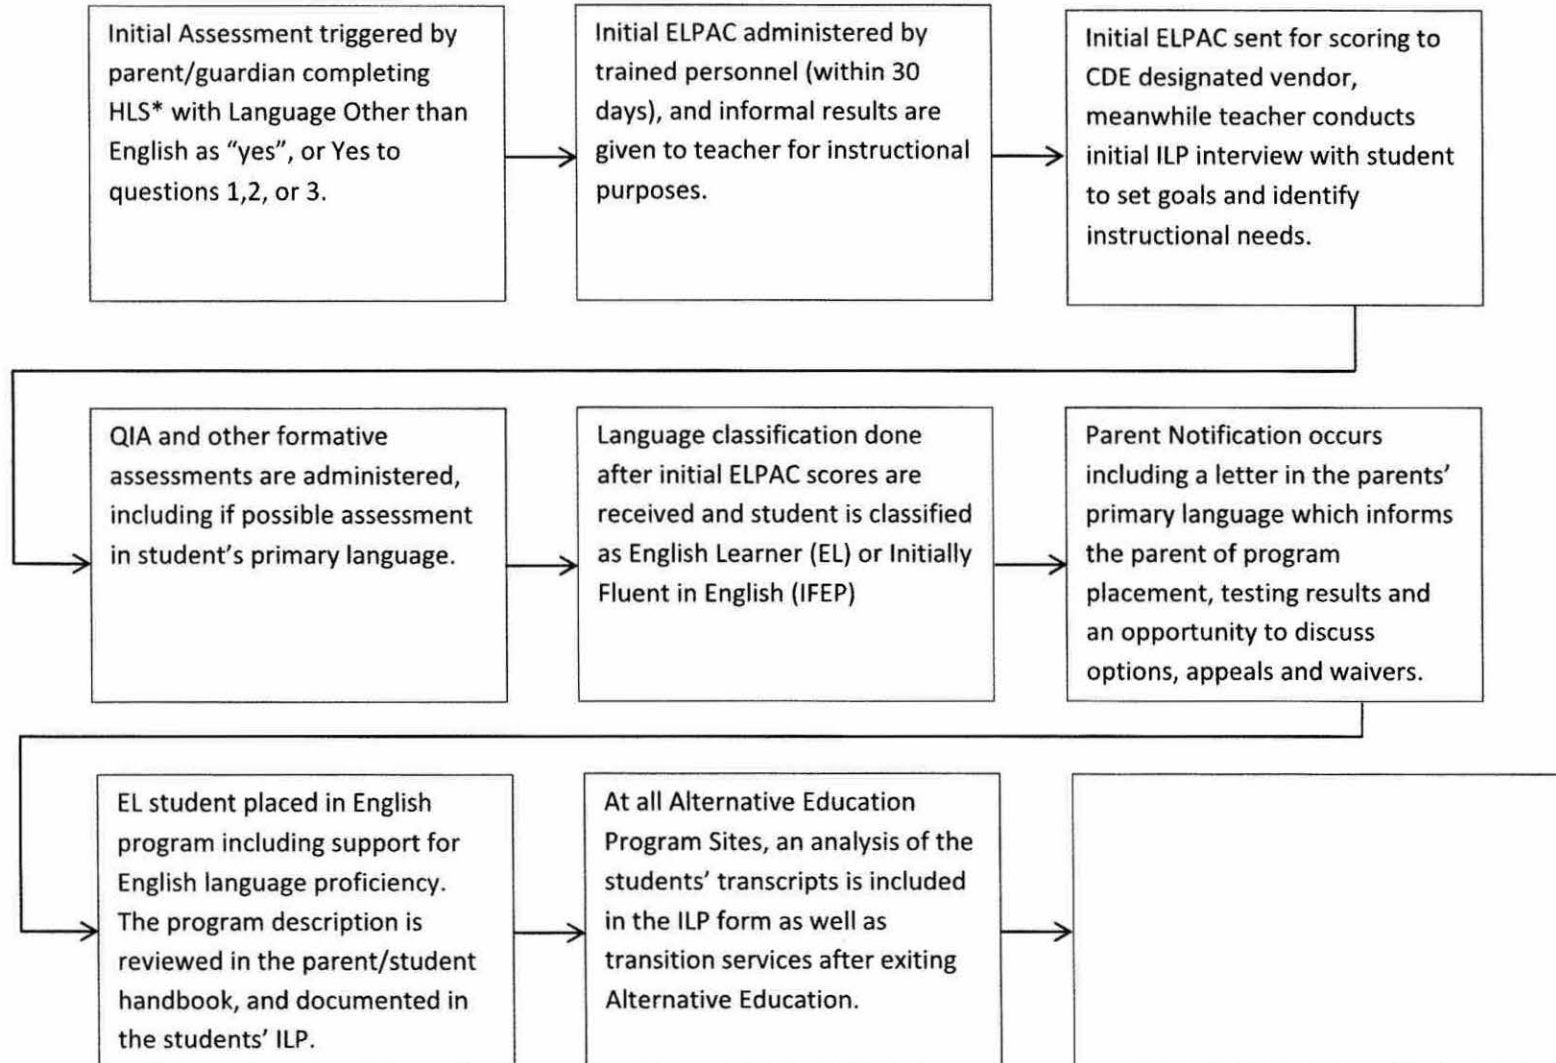 Initial Assessment triggered by
parent/guardian completing
HLS* with Language Other than
English as “yes”, or Yes to
questions 1,2, or 3.
Initial ELPAC administered by
trained personnel (within 30
days), and informal results are
given to teacher for instructional
purposes.
Initial ELPAC sent for scoring to
CDE designated vendor,
meanwhile teacher conducts
initial ILP interview with student
to set goals and identify
instructional needs.
QIA and other formative
assessments are administered,
including if possible assessment
in student’s primary language.
Language classification done
after initial ELPAC scores are
received and student is classified
as English Learner (EL) or Initially
Fluent in English (IFEP)
Parent Notification occurs
including a letter in the parents’
primary language which informs
the parent of program
placement, testing results and
an opportunity to discuss
options, appeals and waivers.
EL student placed in English
program including support for
English language proficiency.
The program description is
reviewed in the parent/student
handbook, and documented in
the students’ ILP.
At all Alternative Education
Program Sites, an analysis of the
students’ transcripts is included
in the ILP form as well as
transition services after exiting
Alternative Education.